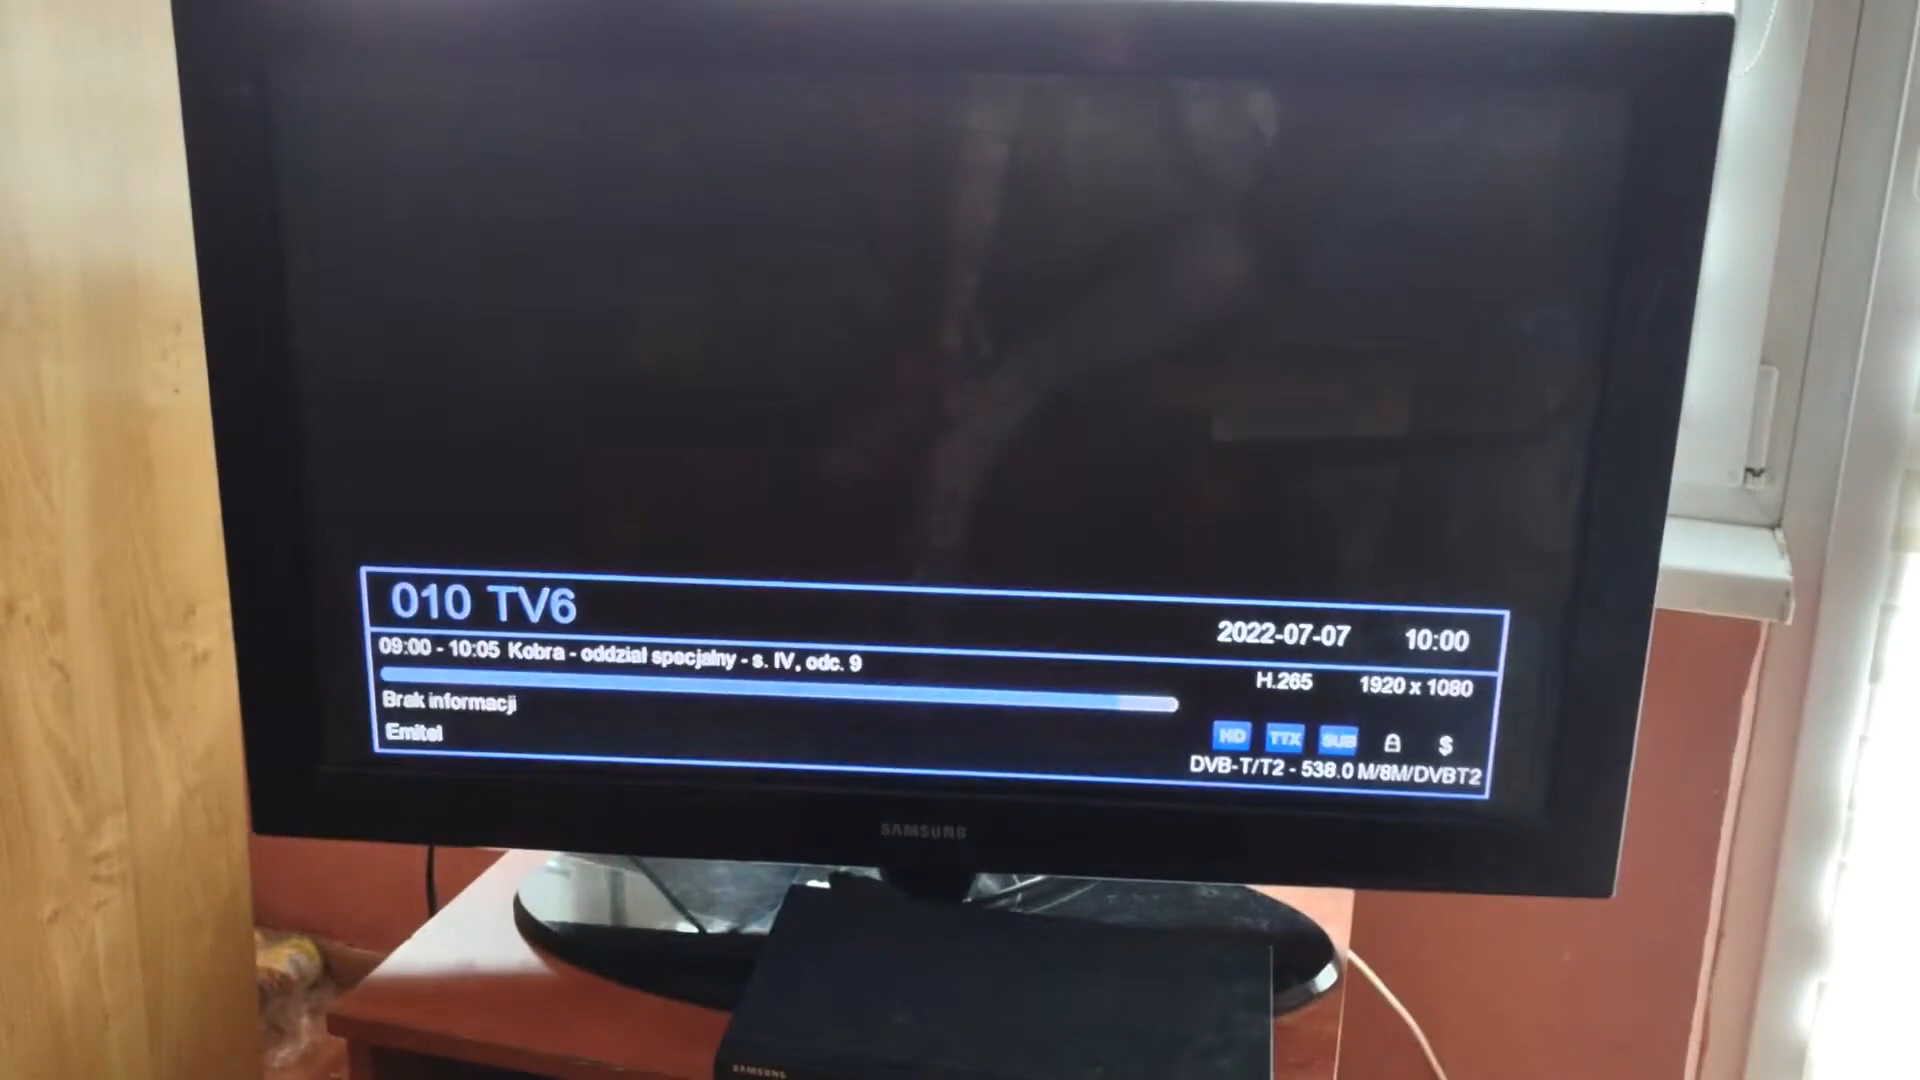 010 TV6
2022-07-07 10:00
09:00 - 10:05 Kobra - oddział specjalny - s. IV, odc. 9
H.265 1920 x 1080
Brak informacji
Emitel
HD TTX SUB $
DVB-T/T2 - 538.0 M/8M/DVBT2
SAMSUNG
SAMSUNG